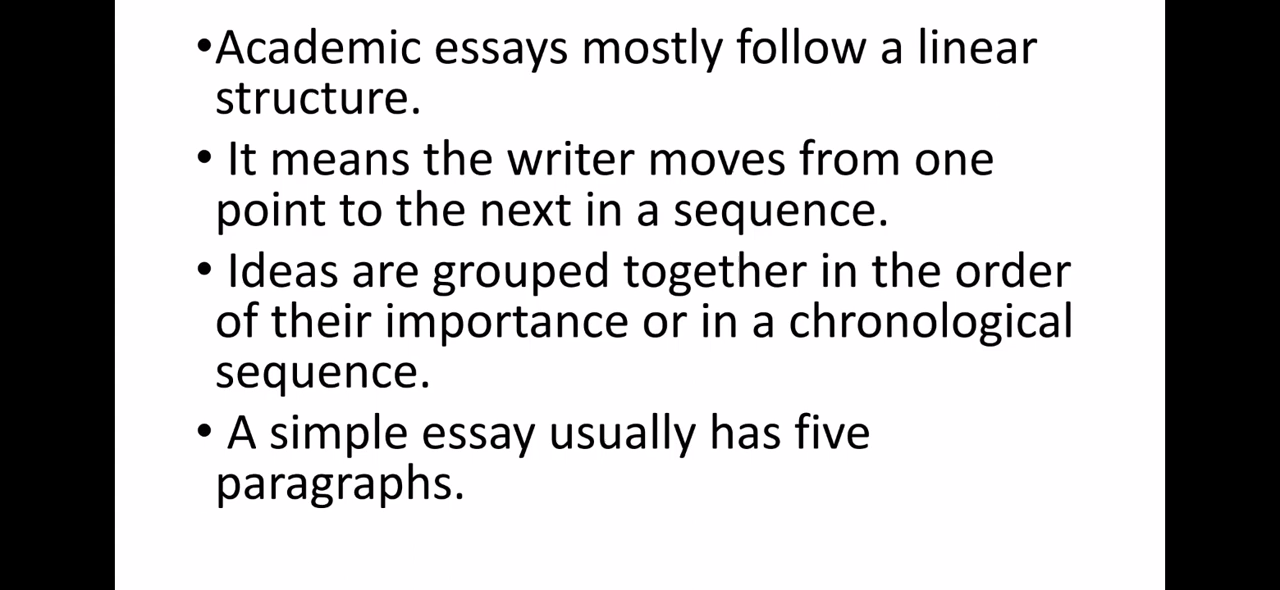 •Academic essays mostly follow a linear
structure.
• It means the writer moves from one
point to the next in a sequence.
• Ideas are grouped together in the order
of their importance or in a chronological
sequence.
• A simple essay usually has five
paragraphs.